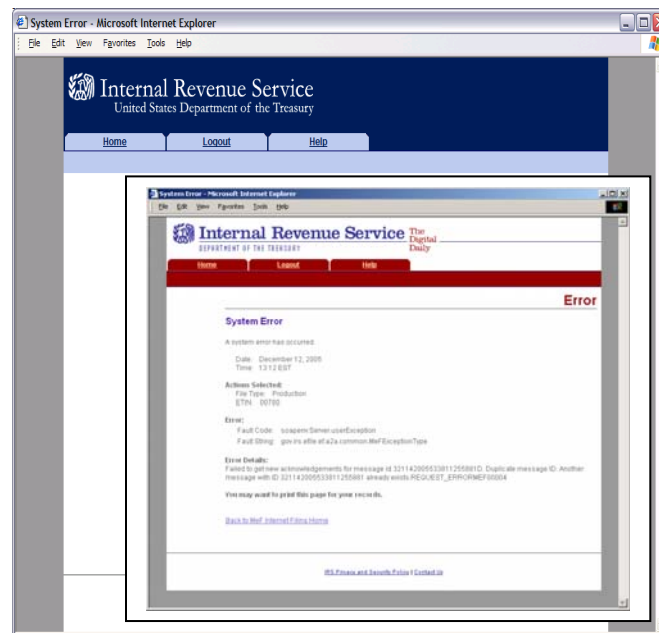 System Error - Microsoft Internet Explorer
File Edit View Favorites Tools Help
Internal Revenue Service
United States Department of the Treasury
Home Logout Help
System Error - Microsoft Internet Explorer
File Edit View Favorites Tools Help
Internal Revenue Service The Digital Daily
DEPARTMENT OF THE TREASURY
Home Logout Help
Error
System Error
A system error has occurred.
Date: December 12, 2005
Time: 13:12 EST
Actions Selected:
File Type: Production
ETIN: 00780
Error:
Fault Code: soapenv:Server.userException
Fault String: gov.irs.efile.ef.a2a.common.MeFExceptionType
Error Details:
Failed to get new acknowledgements for message id Duplicate message ID. Another
message with ID already exists.
You may want to print this page for your records.
Back to MeF Internet Filing Home
IRS Privacy and Security Policy | Contact Us